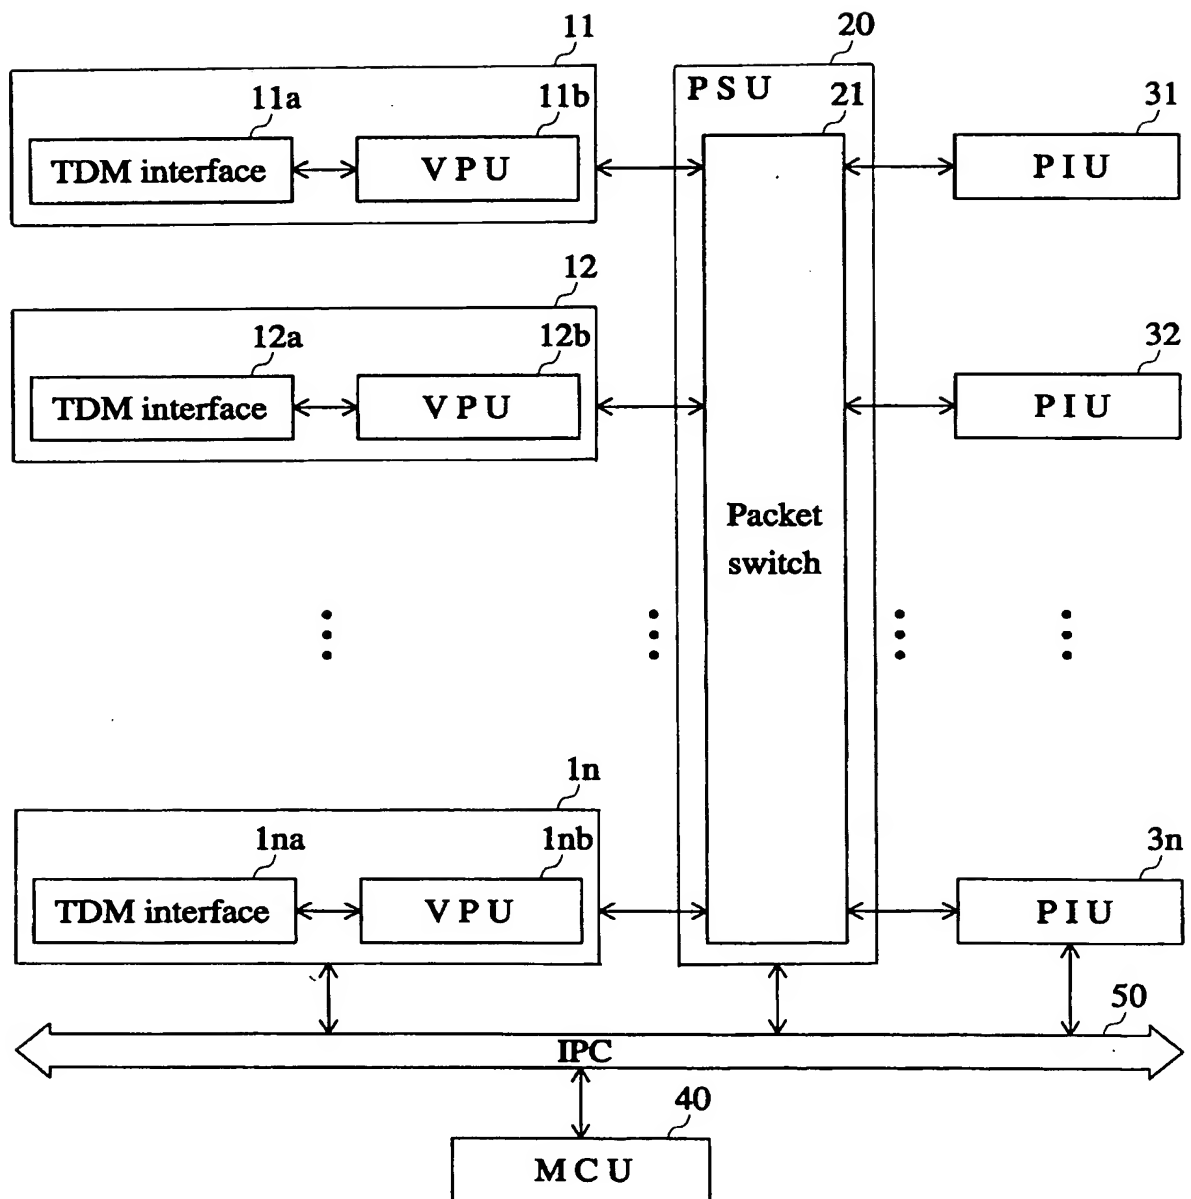 11
20
PSU
11a
11b
21
31
TDM interface
VPU
PIU
12
12a
12b
32
TDM interface
VPU
PIU
Packet
switch
1n
1na
1nb
3n
TDM interface
VPU
PIU
50
IPC
40
MCU